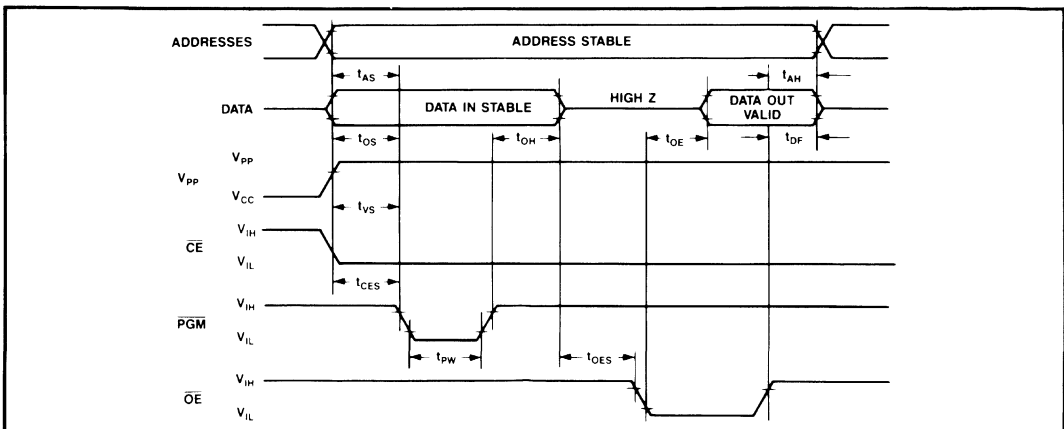 ADDRESSES
ADDRESS STABLE
tAS
tAH
DATA
DATA IN STABLE
HIGH Z
DATA OUT
VALID
tOS
tOH
tOE
tDF
VPP
VPP
VCC
tVS
CE
VIH
VIL
tCES
PGM
VIH
VIL
tPW
tOES
OE
VIH
VIL